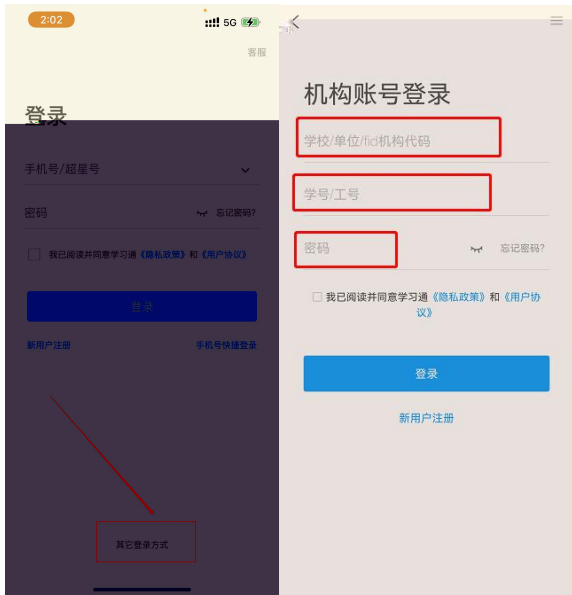 2:02
5G
客服
登录
手机号/超星号
密码
忘记密码?
我已阅读并同意学习通《隐私政策》和《用户协议》
登录
新用户注册
手机号快捷登录
其它登录方式
机构账号登录
学校/单位/fid机构代码
学号/工号
密码
忘记密码?
我已阅读并同意学习通《隐私政策》和《用户协
议》
登录
新用户注册